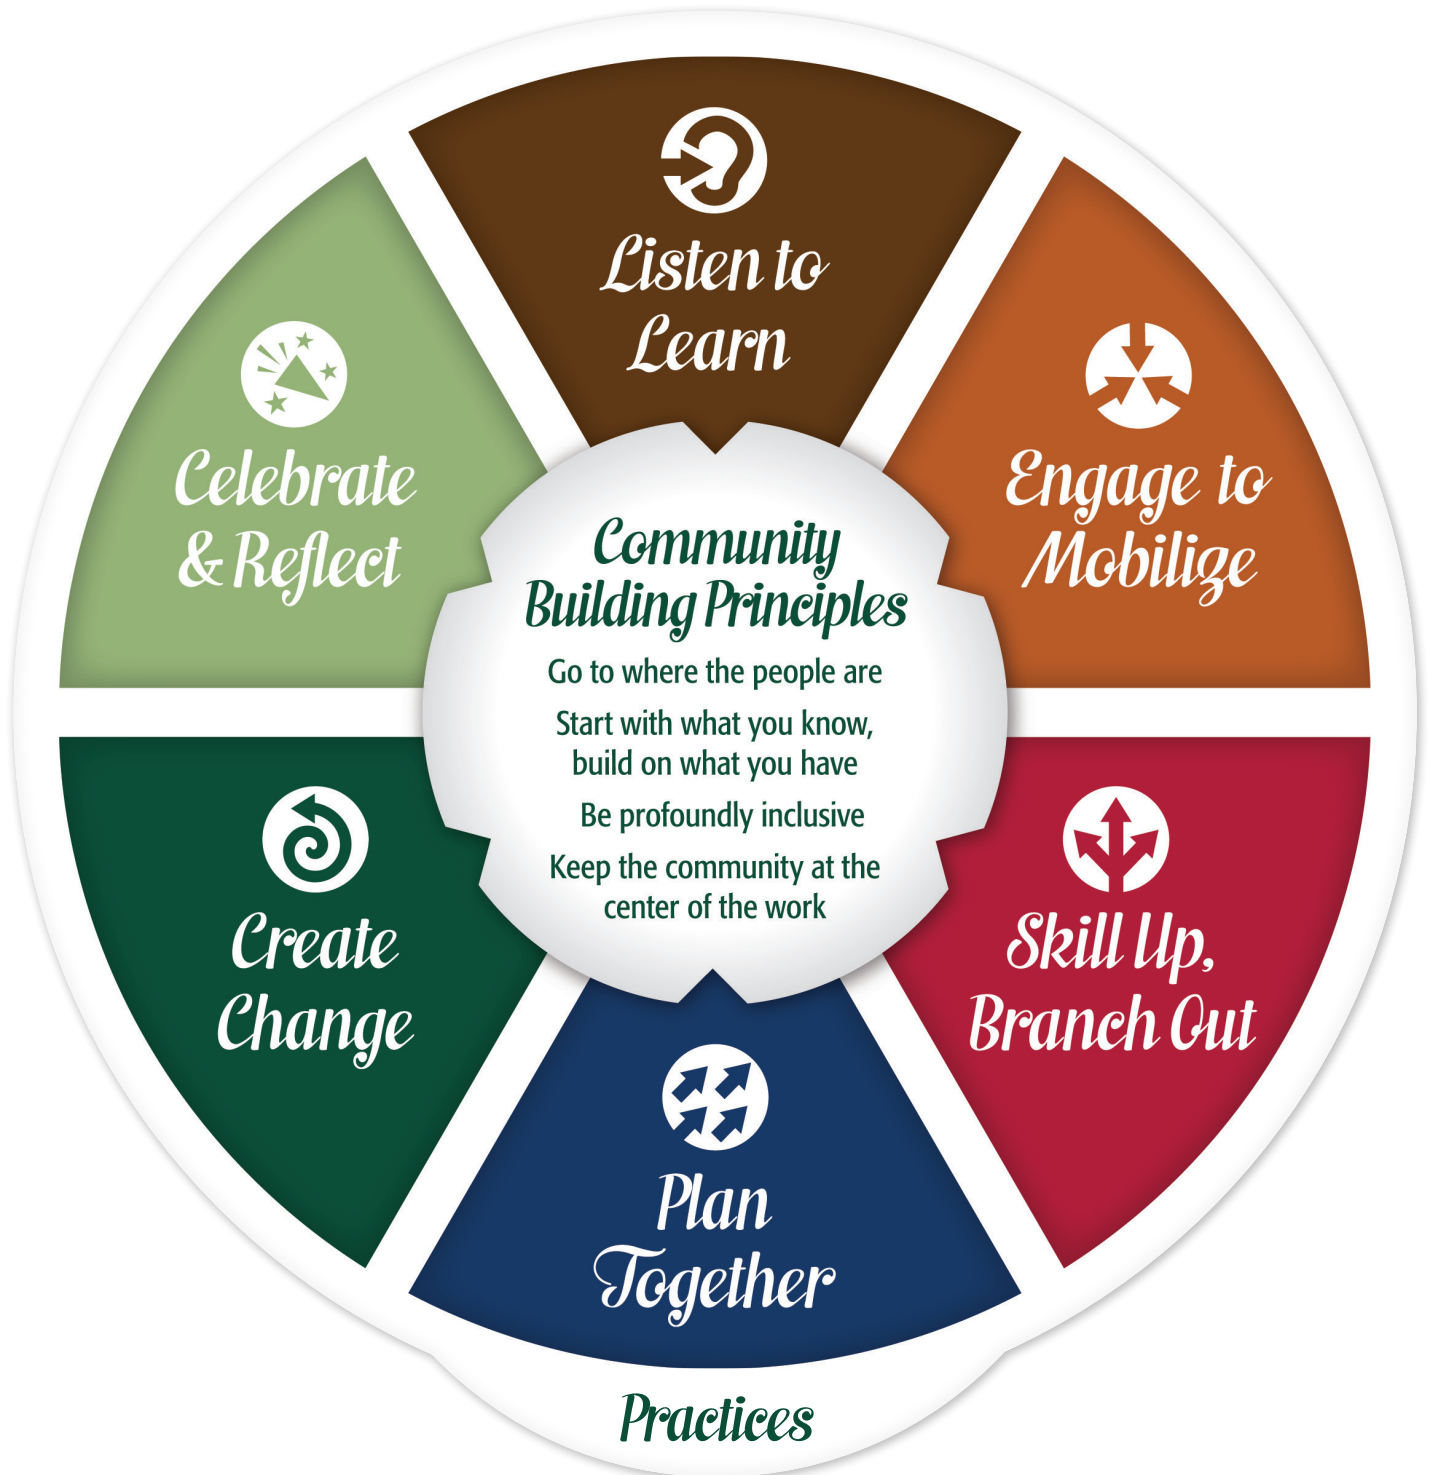 Listen to
Learn
Engage to
Mobilize
Skill Up,
Branch Out
Plan
Together
Create
Change
Celebrate
& Reflect
Community
Building Principles
Go to where the people are
Start with what you know,
build on what you have
Be profoundly inclusive
Keep the community at the
center of the work
Practices